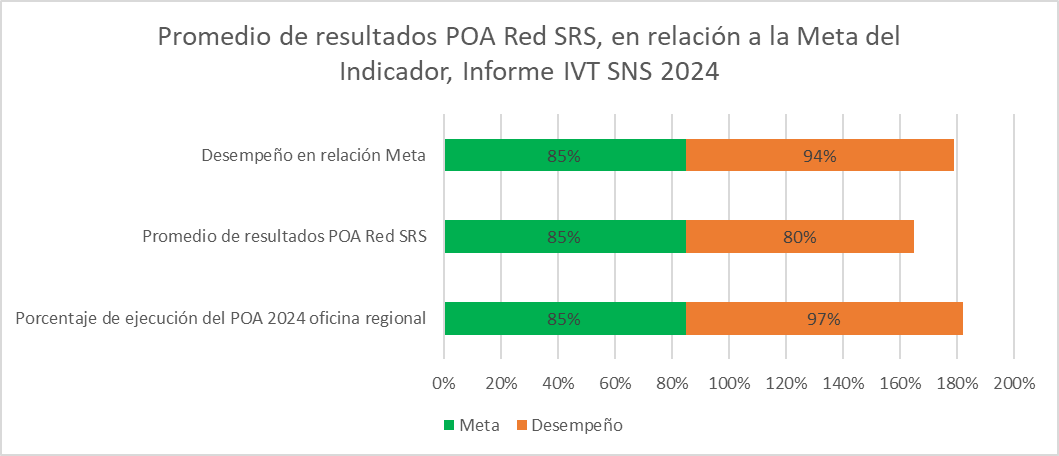 Promedio de resultados POA Red SRS, en relación a la Meta del
Indicador, Informe IVT SNS 2024
Desempeño en relación Meta
85%
94%
Promedio de resultados POA Red SRS
85%
80%
Porcentaje de ejecución del POA 2024 oficina regional
85%
97%
0% 20% 40% 60% 80% 100% 120% 140% 160% 180% 200%
Meta Desempeño